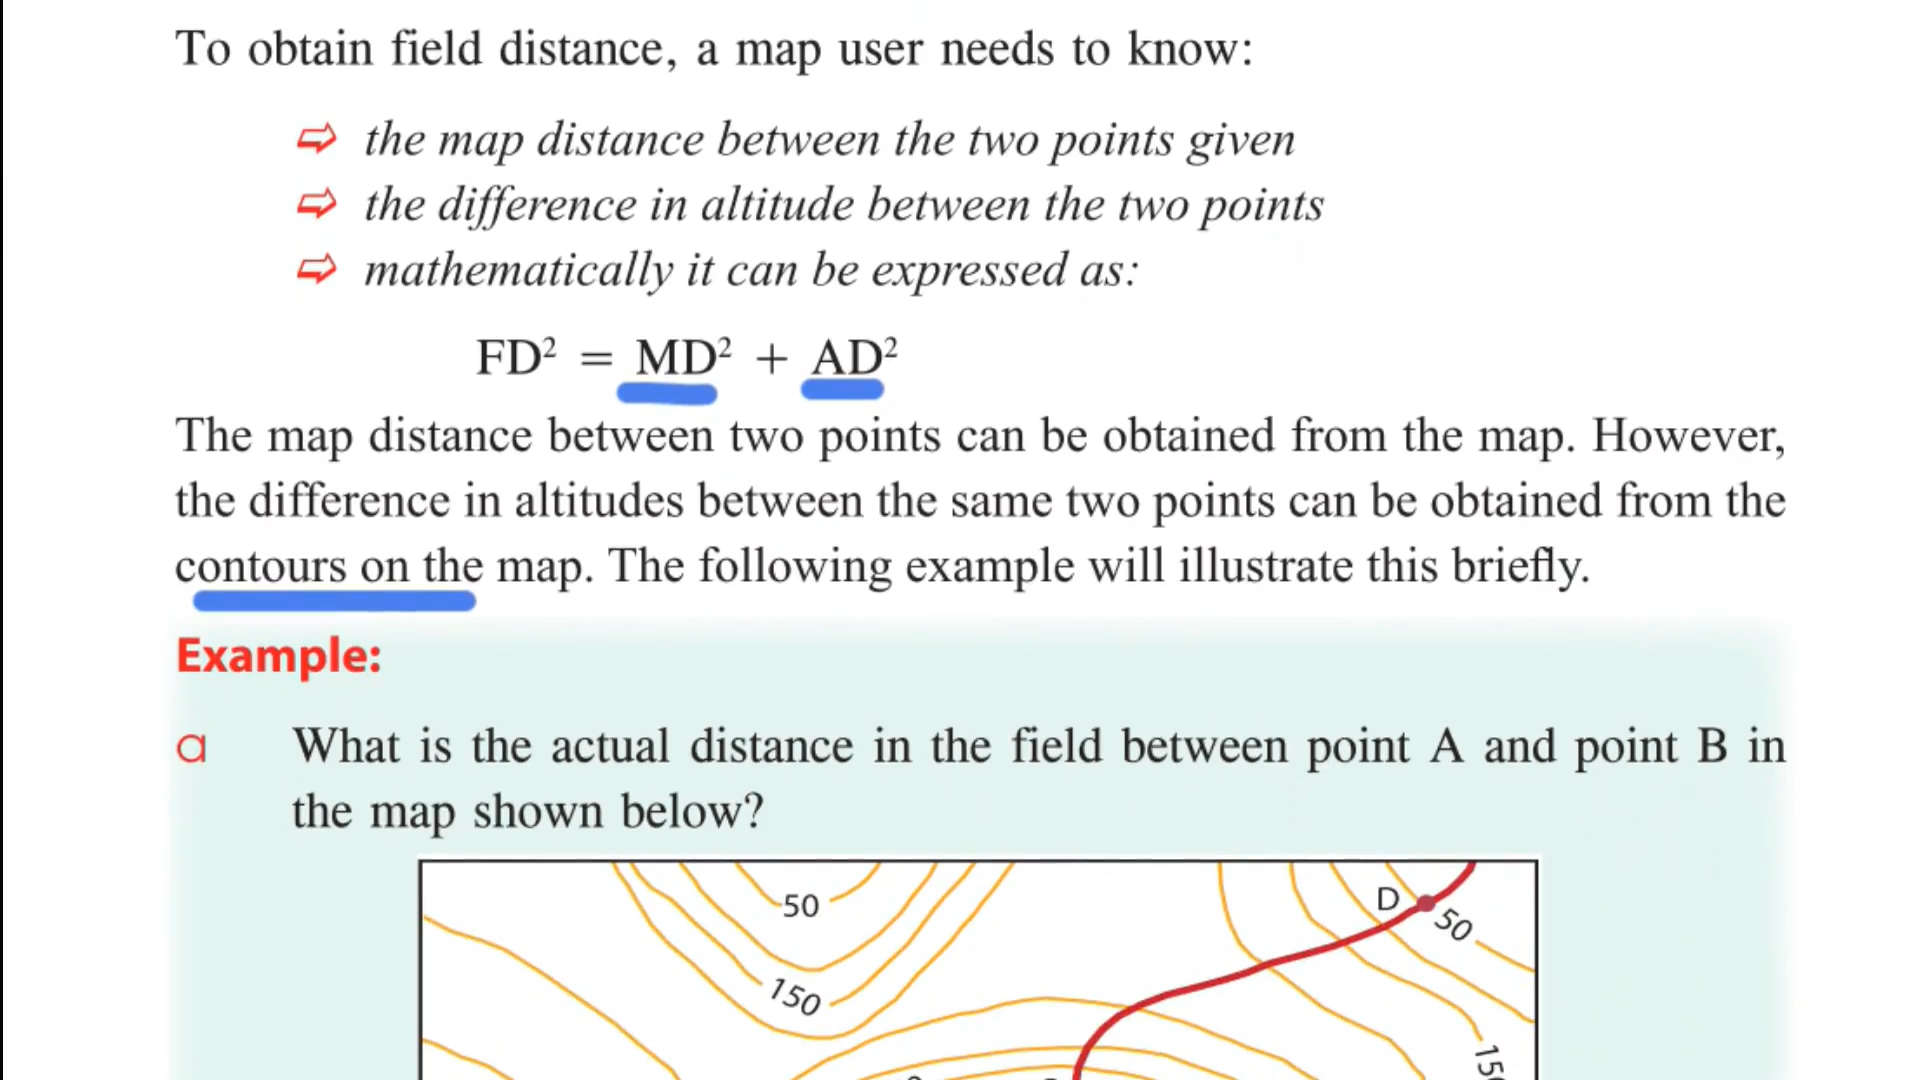 To obtain field distance, a map user needs to know:
the map distance between the two points given
the difference in altitude between the two points
mathematically it can be expressed as:
FD² = MD² + AD²
The map distance between two points can be obtained from the map. However,
the difference in altitudes between the same two points can be obtained from the
contours on the map. The following example will illustrate this briefly.
Example:
a What is the actual distance in the field between point A and point B in
the map shown below?
50
D
50
150